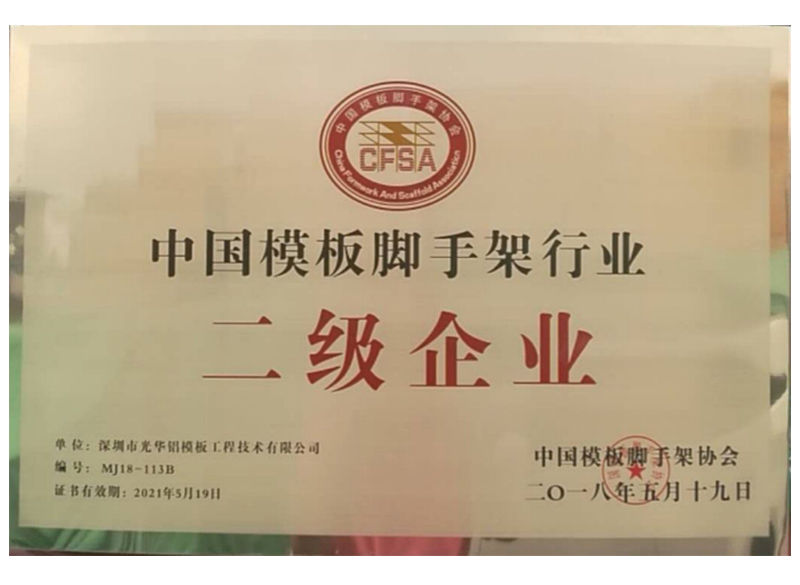 中国模板脚手架协会
CFSA
China Formwork And Scaffold Association
中国模板脚手架行业
二级企业
单位：深圳市光华铝模板工程技术有限公司
编号：MJ18-113B
证书有效期：2021年5月19日
中国模板脚手架协会
二〇一八年五月十九日